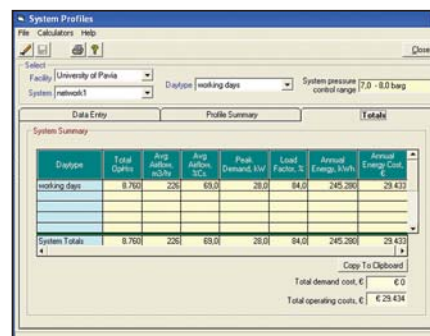 System Profiles
File Calculators Help
Close
Select
Facility University of Pavia
System network1
Daytype working days
System pressure control range 7,0 - 8,0 barg
Data Entry Profile Summary Totals
System Summary
Daytype Total OpHrs Avg Airflow, m3/hr Avg Airflow, %Cs Peak Demand, kW Load Factor, % Annual Energy, kWh Annual Energy Cost, €
working days 8.760 226 69,0 28,0 84,0 245.280 29.433
System Totals 8.760 226 69,0 28,0 84,0 245.280 29.433
Copy To Clipboard
Total demand cost, € € 0
Total operating costs, € € 29.434